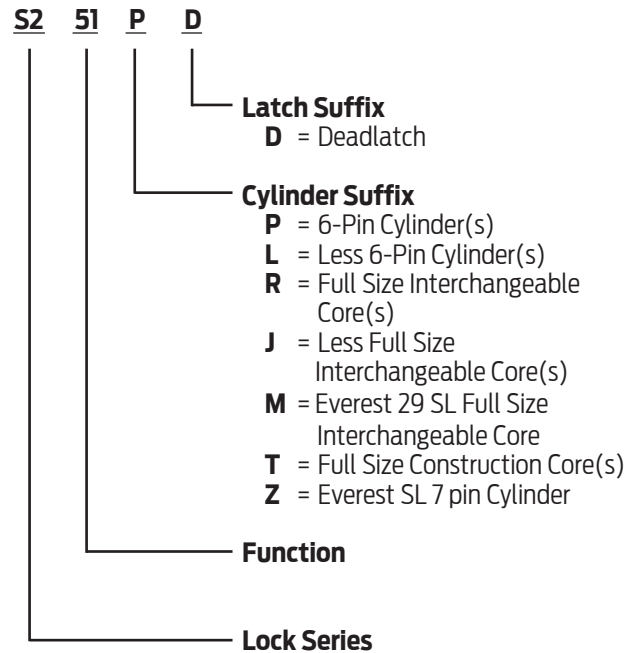 S2 51 P D
Latch Suffix
D = Deadlatch
Cylinder Suffix
P = 6-Pin Cylinder(s)
L = Less 6-Pin Cylinder(s)
R = Full Size Interchangeable
Core(s)
J = Less Full Size
Interchangeable Core(s)
M = Everest 29 SL Full Size
Interchangeable Core
T = Full Size Construction Core(s)
Z = Everest SL 7 pin Cylinder
Function
Lock Series